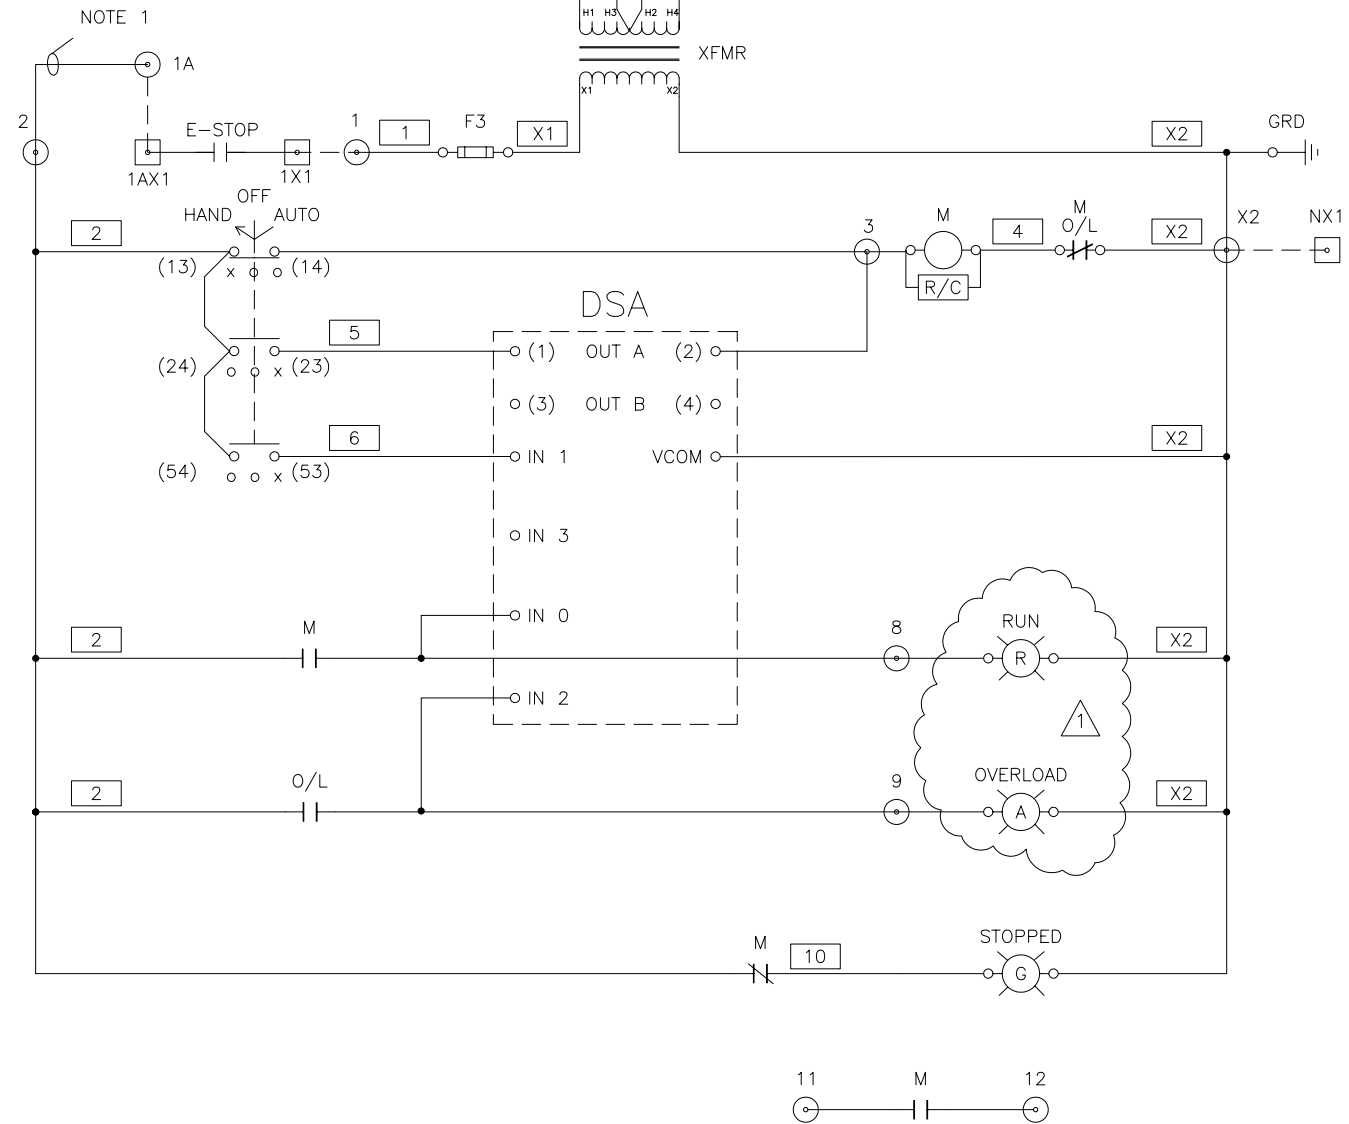 H1 H3 H2 H4
NOTE 1
XFMR
1A
X1 X2
2
E-STOP
1
1
F3
X1
X2
GRD
1AX1
1X1
OFF
HAND AUTO
2
3
M
4
M
O/L
X2
X2
NX1
(13) x (14)
R/C
DSA
5
(1) OUT A (2)
(24) x (23)
(3) OUT B (4)
6
X2
(54) x (53)
IN 1 VCOM
IN 3
IN 0
2
M
8
RUN
R
X2
IN 2
1
2
O/L
9
OVERLOAD
A
X2
M
10
STOPPED
G
11 M 12